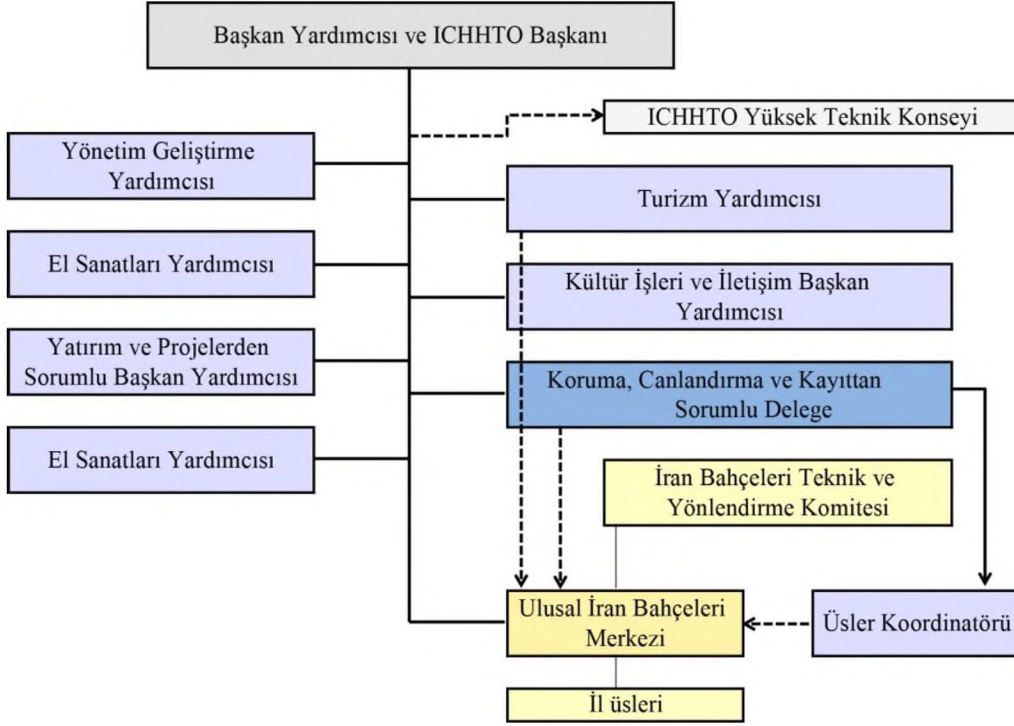 Başkan Yardımcısı ve ICHHTO Başkanı
ICHHTO Yüksek Teknik Konseyi
Yönetim Geliştirme
Yardımcısı
Turizm Yardımcısı
El Sanatları Yardımcısı
Kültür İşleri ve İletişim Başkan
Yardımcısı
Yatırım ve Projelerden
Sorumlu Başkan Yardımcısı
Koruma, Canlandırma ve Kayıttan
Sorumlu Delege
El Sanatları Yardımcısı
İran Bahçeleri Teknik ve
Yönlendirme Komitesi
Ulusal İran Bahçeleri
Merkezi
Üsler Koordinatörü
İl üsleri